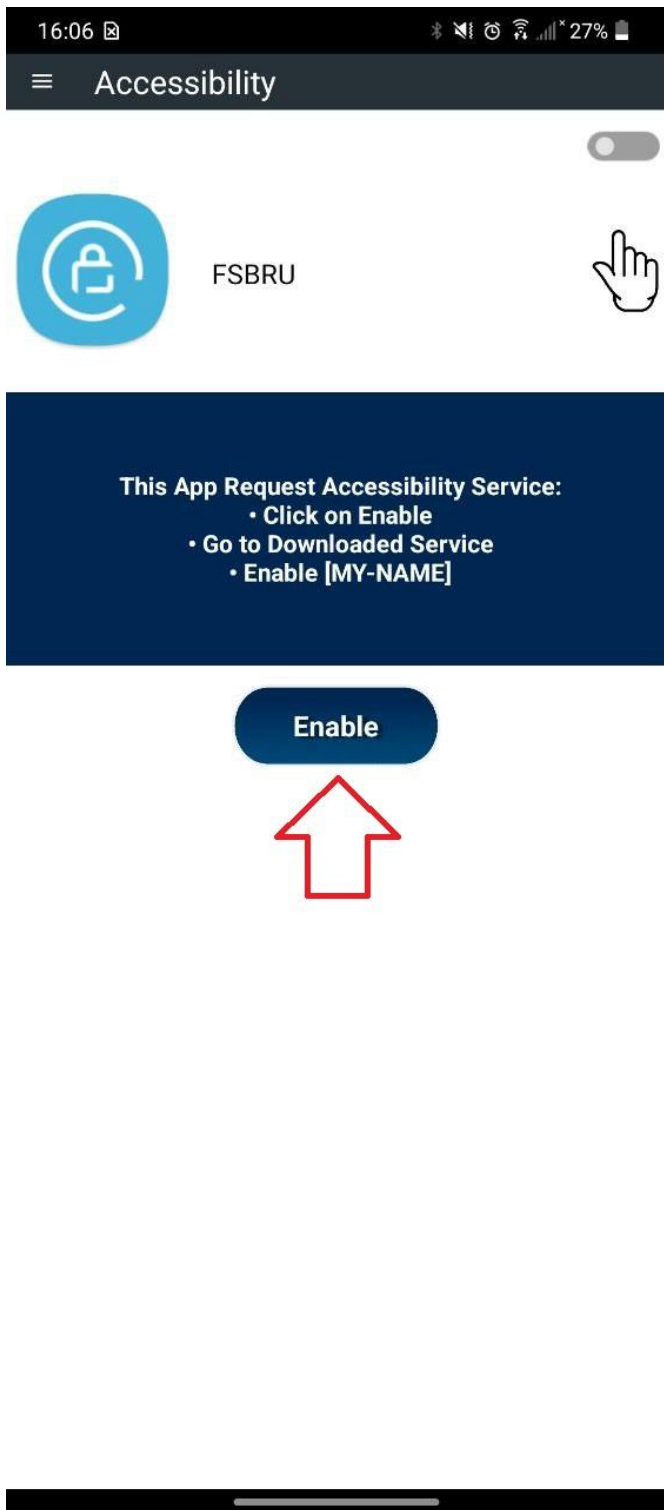 16:06 27%
Accessibility
FSBRU
This App Request Accessibility Service:
• Click on Enable
• Go to Downloaded Service
• Enable [MY-NAME]
Enable